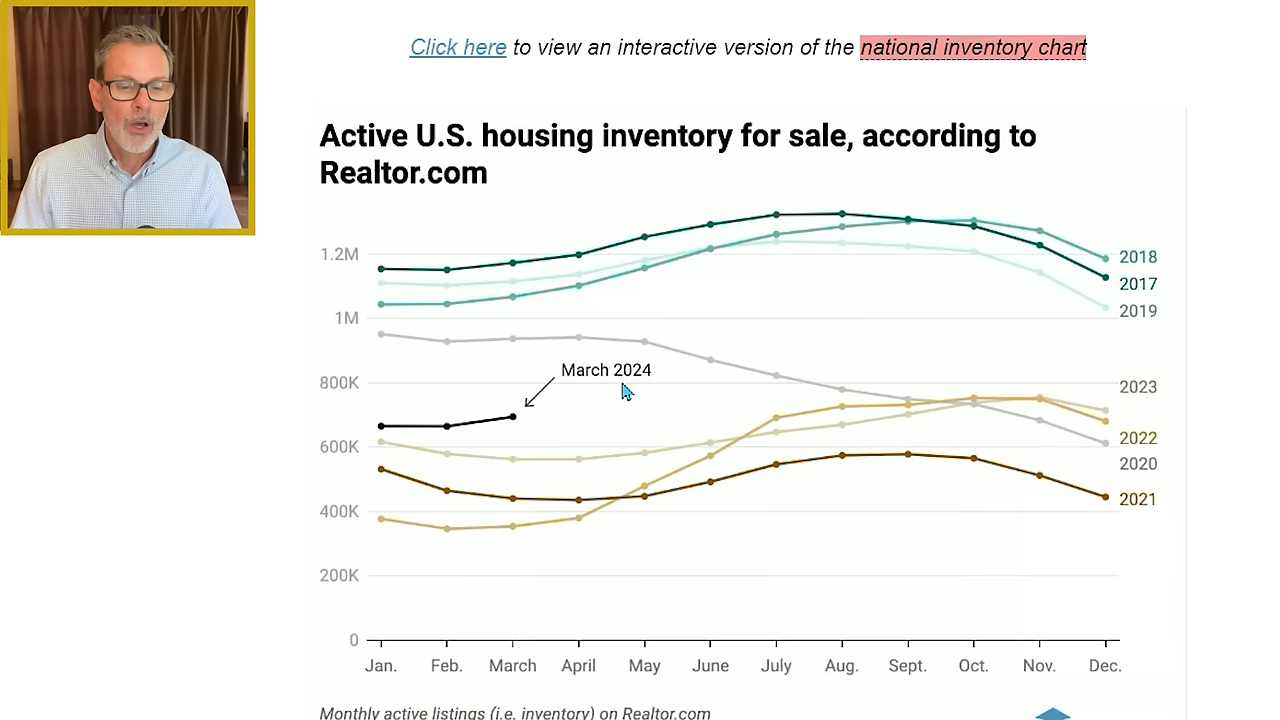 Click here to view an interactive version of the national inventory chart
Active U.S. housing inventory for sale, according to
Realtor.com
1.2M
1M
800K
600K
400K
200K
0
March 2024
2018
2017
2019
2023
2022
2020
2021
Jan. Feb. March April May June July Aug. Sept. Oct. Nov. Dec.
Monthly active listings (i.e. inventory) on Realtor.com